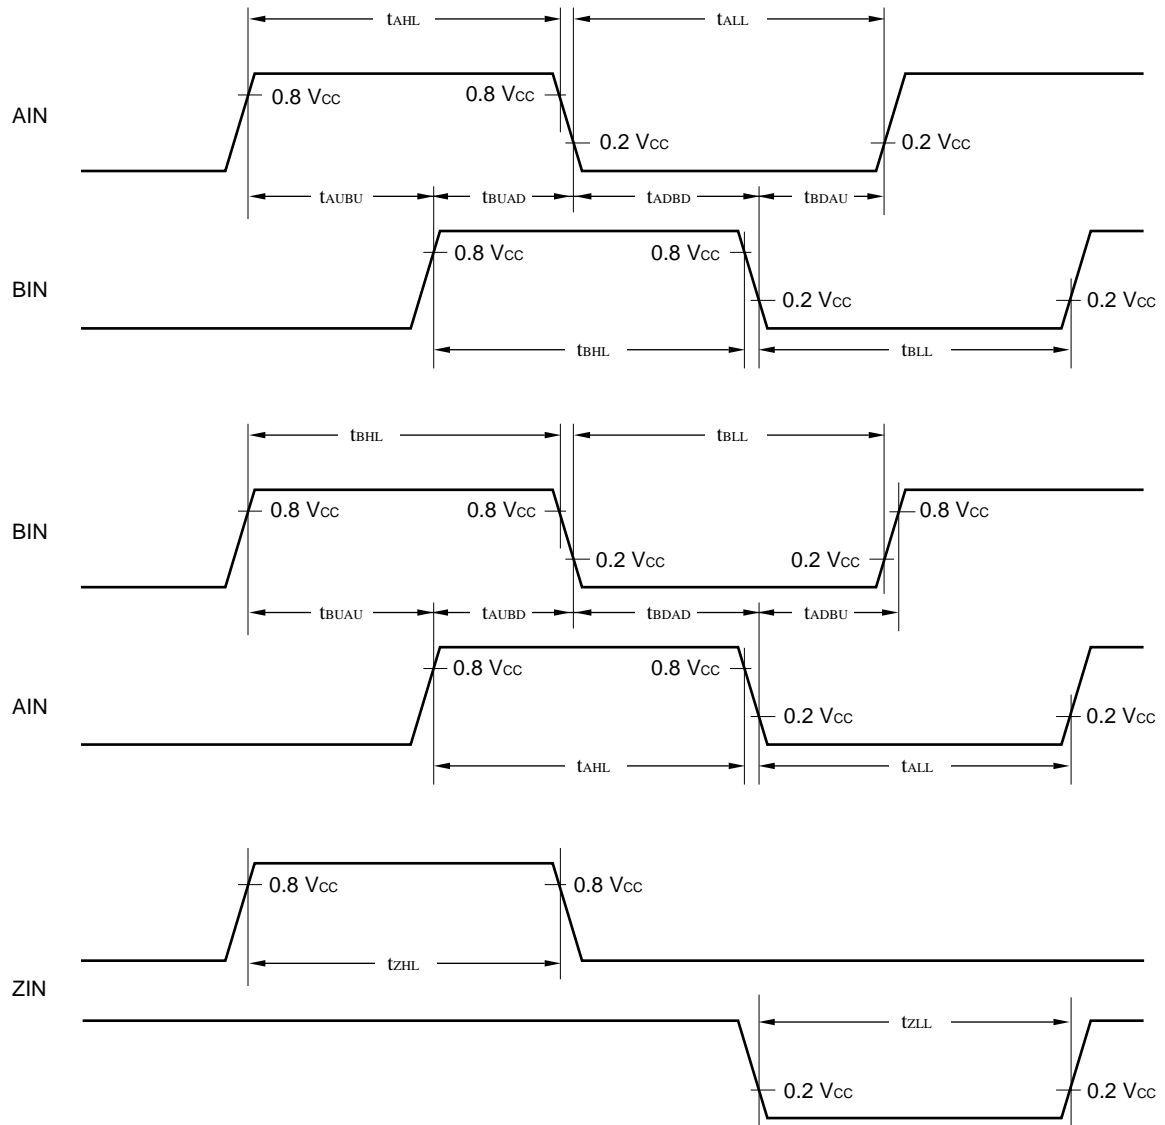 tAHL tALL
0.8 VCC 0.8 VCC
AIN
0.2 VCC 0.2 VCC
tAUBU tBUAD tADBD tBDAU
0.8 VCC 0.8 VCC
BIN
0.2 VCC 0.2 VCC
tBHL tBLL
tBHL tBLL
0.8 VCC 0.8 VCC 0.8 VCC
BIN
0.2 VCC 0.2 VCC
tBUAU tAUBD tBDAD tADBU
0.8 VCC 0.8 VCC
AIN
0.2 VCC 0.2 VCC
tAHL tALL
0.8 VCC 0.8 VCC
tZHL
ZIN
tZLL
0.2 VCC 0.2 VCC